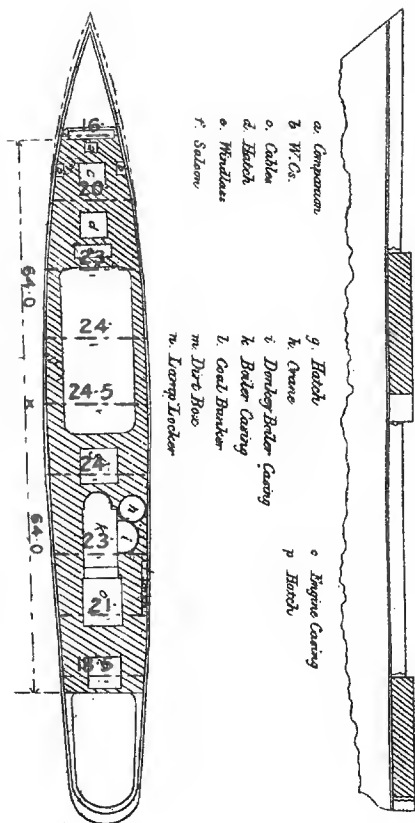 a. Companion
b W.Cs.
c. Cables
d. Hatch
e. Windlass
f. Saloon
g. Hatch
h. Crane
i Donkey Boiler Casing
k Boiler Casing
l. Coal Bunker
m. Dirt Box
n. Lamp Locker
o Engine Casing
p Hatch
16.
c
20
d
23
24.
24.5
24
h
i
k
23
o
21
18.5
64.0
64.0